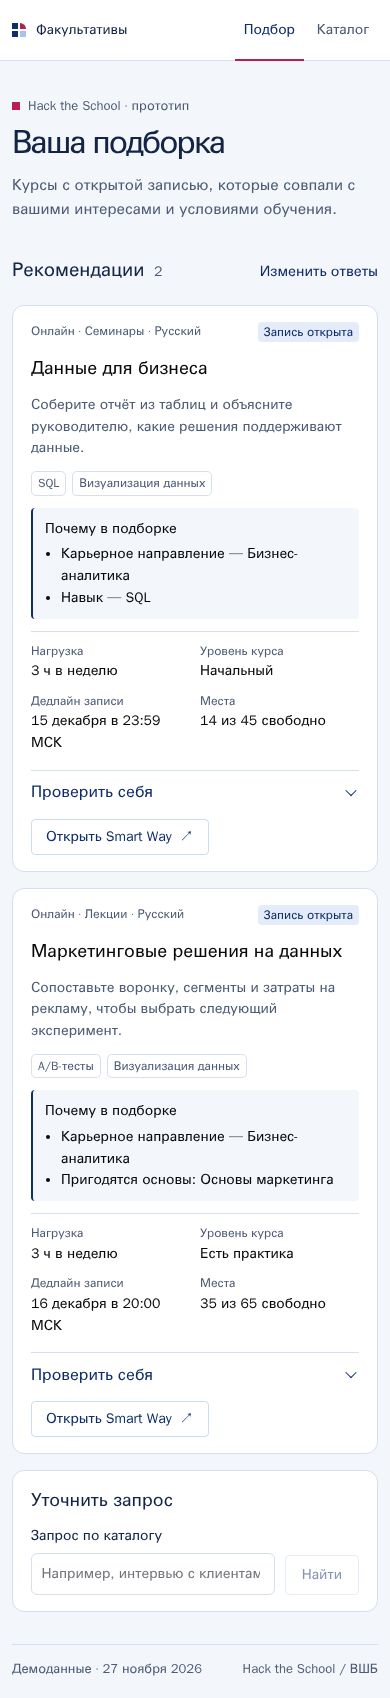 Факультативы Подбор Каталог
Hack the School · прототип
Ваша подборка
Курсы с открытой записью, которые совпали с
вашими интересами и условиями обучения.
Рекомендации 2 Изменить ответы
Онлайн · Семинары · Русский Запись открыта
Данные для бизнеса
Соберите отчёт из таблиц и объясните
руководителю, какие решения поддерживают
данные.
SQL Визуализация данных
Почему в подборке
• Карьерное направление — Бизнес-
аналитика
• Навык — SQL
Нагрузка Уровень курса
3 ч в неделю Начальный
Дедлайн записи Места
15 декабря в 23:59 14 из 45 свободно
МСК
Проверить себя
Открыть Smart Way ↗
Онлайн · Лекции · Русский Запись открыта
Маркетинговые решения на данных
Сопоставьте воронку, сегменты и затраты на
рекламу, чтобы выбрать следующий
эксперимент.
A/B-тесты Визуализация данных
Почему в подборке
• Карьерное направление — Бизнес-
аналитика
• Пригодятся основы: Основы маркетинга
Нагрузка Уровень курса
3 ч в неделю Есть практика
Дедлайн записи Места
16 декабря в 20:00 35 из 65 свободно
МСК
Проверить себя
Открыть Smart Way ↗
Уточнить запрос
Запрос по каталогу
Например, интервью с клиентам Найти
Демоданные · 27 ноября 2026 Hack the School / ВШБ